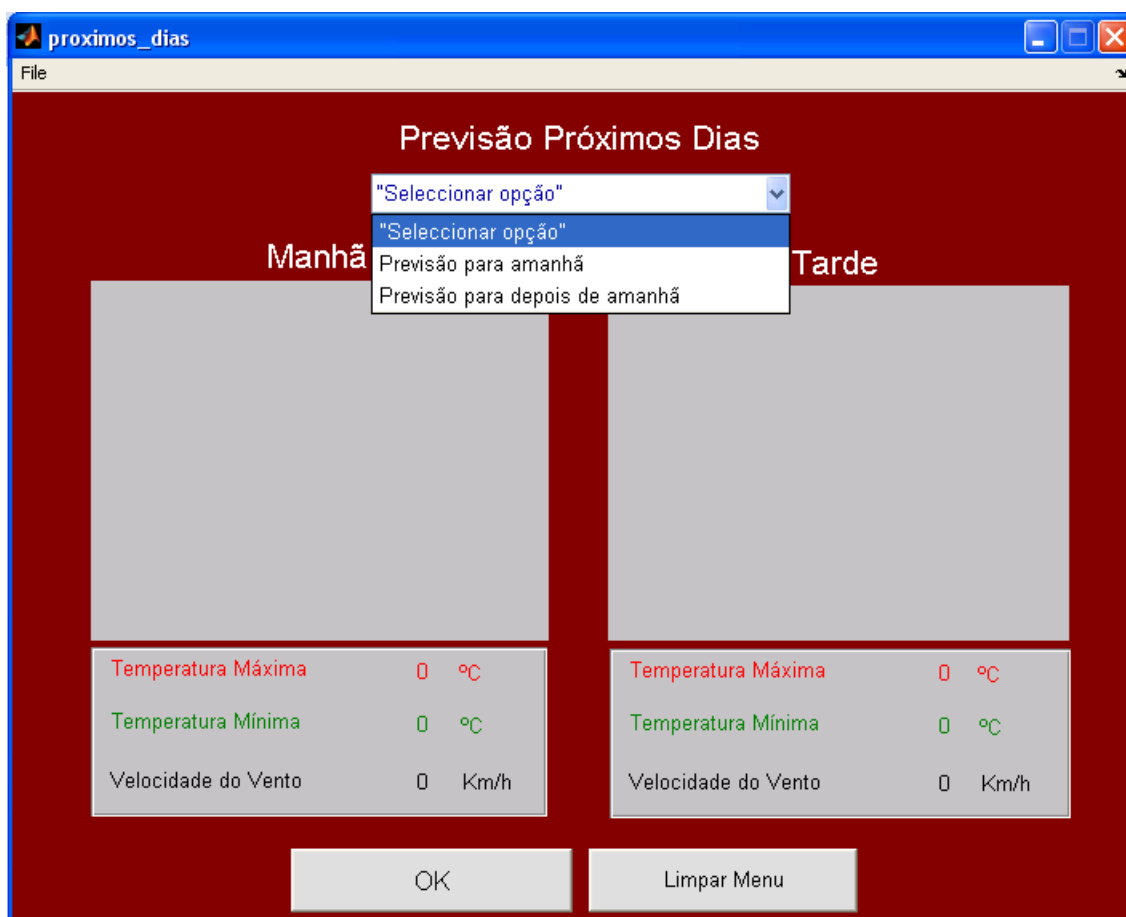 proximos_dias
File
Previsão Próximos Dias
"Seleccionar opção"
"Seleccionar opção"
Previsão para amanhã
Previsão para depois de amanhã
Manhã
Tarde
Temperatura Máxima 0 ºC
Temperatura Mínima 0 ºC
Velocidade do Vento 0 Km/h
Temperatura Máxima 0 ºC
Temperatura Mínima 0 ºC
Velocidade do Vento 0 Km/h
OK
Limpar Menu